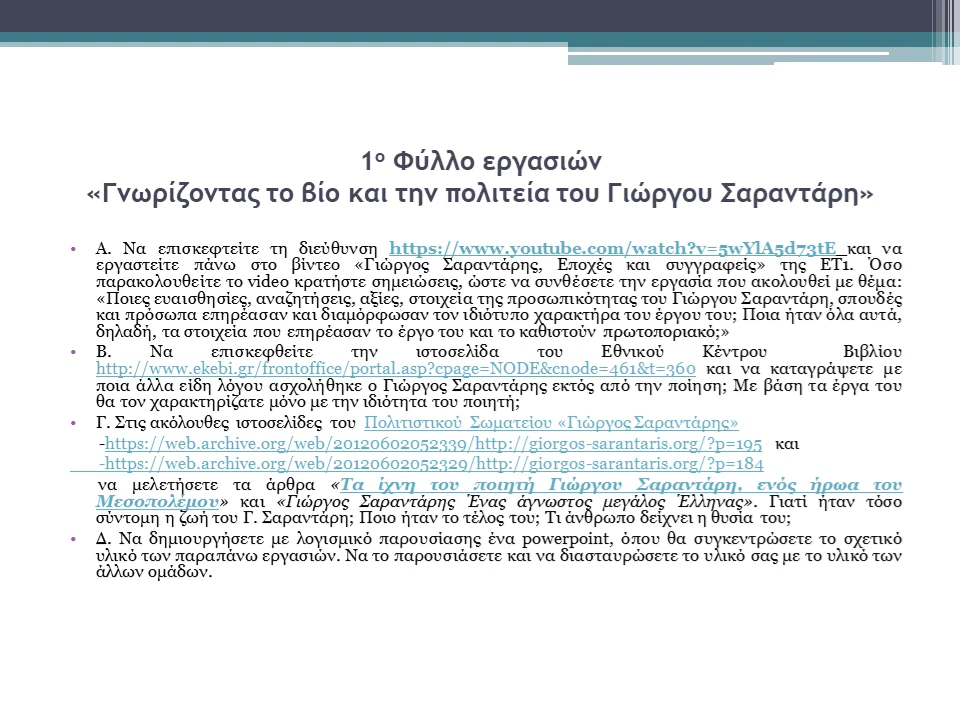 1ο Φύλλο εργασιών
«Γνωρίζοντας το βίο και την πολιτεία του Γιώργου Σαραντάρη»
• Α. Να επισκεφτείτε τη διεύθυνση https://www.youtube.com/watch?v=5wYlA5d73tE και να
εργαστείτε πάνω στο βίντεο «Γιώργος Σαραντάρης, Εποχές και συγγραφείς» της ΕΤ1. Όσο
παρακολουθείτε το video κρατήστε σημειώσεις, ώστε να συνθέσετε την εργασία που ακολουθεί με θέμα:
«Ποιες ευαισθησίες, αναζητήσεις, αξίες, στοιχεία της προσωπικότητας του Γιώργου Σαραντάρη, σπουδές
και πρόσωπα επηρέασαν και διαμόρφωσαν τον ιδιότυπο χαρακτήρα του έργου του; Ποια ήταν όλα αυτά,
δηλαδή, τα στοιχεία που επηρέασαν το έργο του και το καθιστούν πρωτοποριακό;»
• Β. Να επισκεφθείτε την ιστοσελίδα του Εθνικού Κέντρου Βιβλίου
http://www.ekebi.gr/frontoffice/portal.asp?cpage=NODE&cnode=461&t=360 και να καταγράψετε με
ποια άλλα είδη λόγου ασχολήθηκε ο Γιώργος Σαραντάρης εκτός από την ποίηση; Με βάση τα έργα του
θα τον χαρακτηρίζατε μόνο με την ιδιότητα του ποιητή;
• Γ. Στις ακόλουθες ιστοσελίδες του Πολιτιστικού Σωματείου «Γιώργος Σαραντάρης»
-https://web.archive.org/web/20120602052339/http://giorgos-sarantaris.org/?p=195 και
-https://web.archive.org/web/20120602052329/http://giorgos-sarantaris.org/?p=184
να μελετήσετε τα άρθρα «Τα ίχνη του ποιητή Γιώργου Σαραντάρη, ενός ήρωα του
Μεσοπολέμου» και «Γιώργος Σαραντάρης Ένας άγνωστος μεγάλος Έλληνας». Γιατί ήταν τόσο
σύντομη η ζωή του Γ. Σαραντάρη; Ποιο ήταν το τέλος του; Τι άνθρωπο δείχνει η θυσία του;
• Δ. Να δημιουργήσετε με λογισμικό παρουσίασης ένα powerpoint, όπου θα συγκεντρώσετε το σχετικό
υλικό των παραπάνω εργασιών. Να το παρουσιάσετε και να διασταυρώσετε το υλικό σας με το υλικό των
άλλων ομάδων.